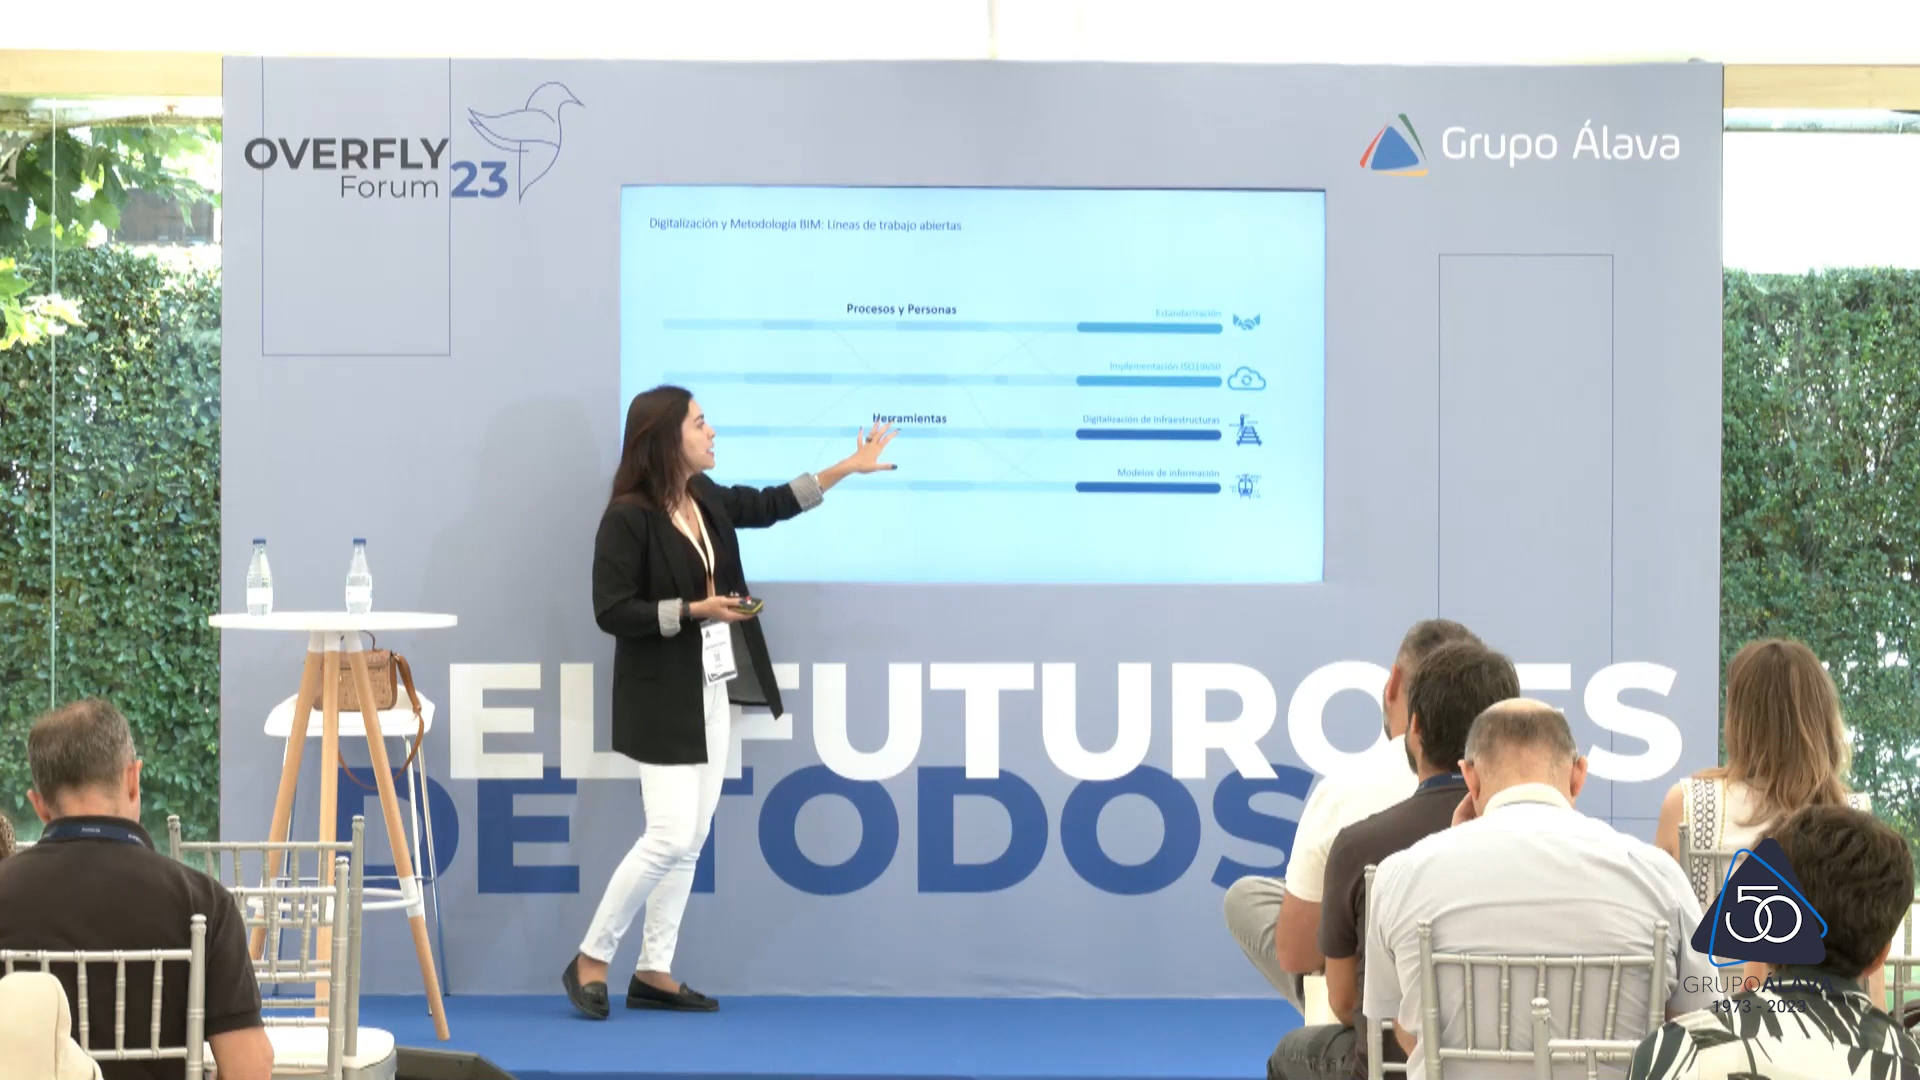 OVERFLY
Forum 23
Grupo Álava
Digitalización y Metodología BIM: Líneas de trabajo abiertas
Procesos y Personas
Estandarización
Implementación ISO19650
Herramientas
Digitalización de Infraestructuras
Modelos de información
EL FUTURO ES
DE TODOS
50
GRUPOÁLAVA
1973 - 2023